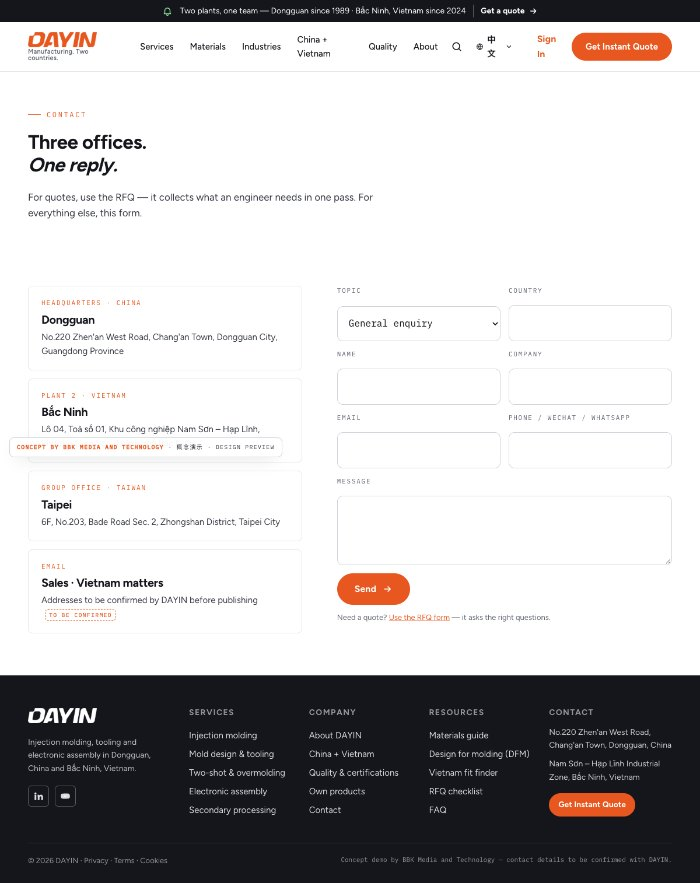 Two plants, one team — Dongguan since 1989 · Bắc Ninh, Vietnam since 2024 Get a quote →
DAYIN
Manufacturing. Two countries.
Services
Materials
Industries
China + Vietnam
Quality
About
中文
Sign In
Get Instant Quote
CONTACT
Three offices.
One reply.
For quotes, use the RFQ — it collects what an engineer needs in one pass. For
everything else, this form.
HEADQUARTERS · CHINA
Dongguan
No.220 Zhen'an West Road, Chang'an Town, Dongguan City,
Guangdong Province
PLANT 2 · VIETNAM
Bắc Ninh
Lô 04, Toà số 01, Khu công nghiệp Nam Sơn – Hạp Lĩnh,
CONCEPT BY BBK MEDIA AND TECHNOLOGY · 概念演示 · DESIGN PREVIEW
GROUP OFFICE · TAIWAN
Taipei
6F, No.203, Bade Road Sec. 2, Zhongshan District, Taipei City
EMAIL
Sales · Vietnam matters
Addresses to be confirmed by DAYIN before publishing
TO BE CONFIRMED
TOPIC
General enquiry
COUNTRY
NAME
COMPANY
EMAIL
PHONE / WECHAT / WHATSAPP
MESSAGE
Send →
Need a quote? Use the RFQ form — it asks the right questions.
DAYIN
Injection molding, tooling and
electronic assembly in Dongguan,
China and Bắc Ninh, Vietnam.
in
SERVICES
Injection molding
Mold design & tooling
Two-shot & overmolding
Electronic assembly
Secondary processing
COMPANY
About DAYIN
China + Vietnam
Quality & certifications
Own products
Contact
RESOURCES
Materials guide
Design for molding (DFM)
Vietnam fit finder
RFQ checklist
FAQ
CONTACT
No.220 Zhen'an West Road,
Chang'an Town, Dongguan, China
Nam Sơn – Hạp Lĩnh Industrial
Zone, Bắc Ninh, Vietnam
Get Instant Quote
© 2026 DAYIN · Privacy · Terms · Cookies
Concept demo by BBK Media and Technology — contact details to be confirmed with DAYIN.